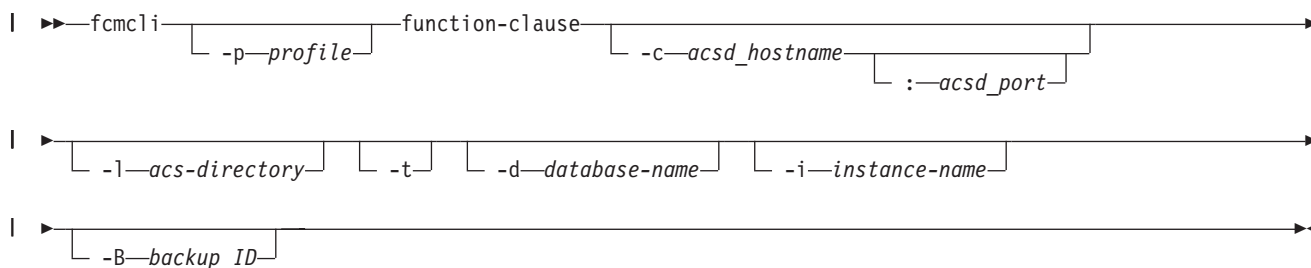 fcmcli -p profile function-clause -c acsd_hostname : acsd_port
-l acs-directory -t -d database-name -i instance-name
-B backup ID